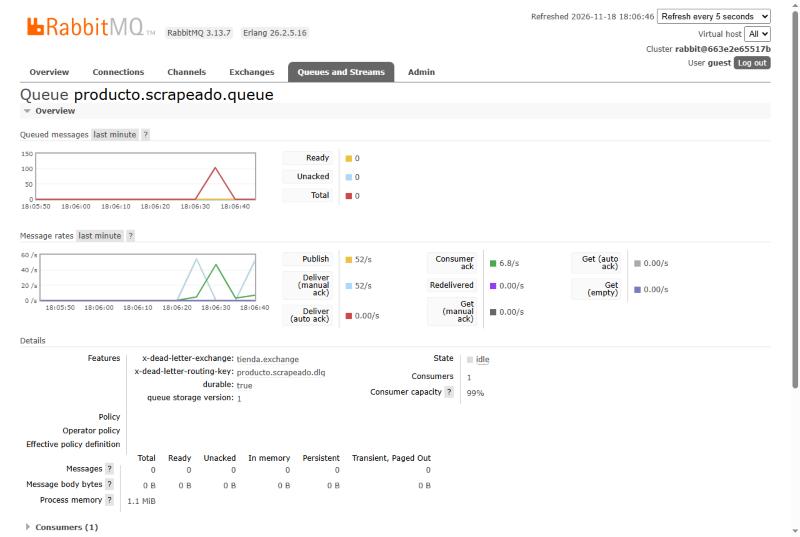 Refreshed 2026-11-18 18:06:46 Refresh every 5 seconds
RabbitMQ TM RabbitMQ 3.13.7 Erlang 26.2.5.16
Virtual host All
Cluster rabbit@663e2e65517b
User guest Log out
Overview Connections Channels Exchanges Queues and Streams Admin
Queue producto.scrapeado.queue
Overview
Queued messages last minute ?
150
100
50
0
18:05:50 18:06:00 18:06:10 18:06:20 18:06:30 18:06:40
Ready 0
Unacked 0
Total 0
Message rates last minute ?
60 /s
40 /s
20 /s
0 /s
18:05:50 18:06:00 18:06:10 18:06:20 18:06:30 18:06:40
Publish 52/s
Deliver (manual ack) 52/s
Deliver (auto ack) 0.00/s
Consumer ack 6.8/s
Redelivered 0.00/s
Get (manual ack) 0.00/s
Get (auto ack) 0.00/s
Get (empty) 0.00/s
Details
Features x-dead-letter-exchange: tienda.exchange
x-dead-letter-routing-key: producto.scrapeado.dlq
durable: true
queue storage version: 1
Policy
Operator policy
Effective policy definition
State idle
Consumers 1
Consumer capacity ? 99%
Total Ready Unacked In memory Persistent Transient, Paged Out
Messages ? 0 0 0 0 0 0
Message body bytes ? 0 B 0 B 0 B 0 B 0 B 0 B
Process memory ? 1.1 MiB
Consumers (1)